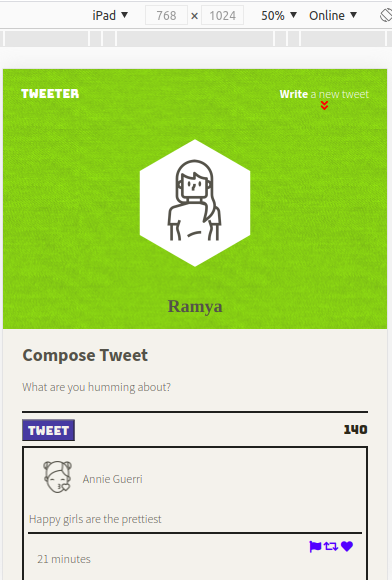 iPad 768 × 1024 50% Online
TWEETER Write a new tweet
Ramya
Compose Tweet
What are you humming about?
TWEET 140
Annie Guerri
Happy girls are the prettiest
21 minutes